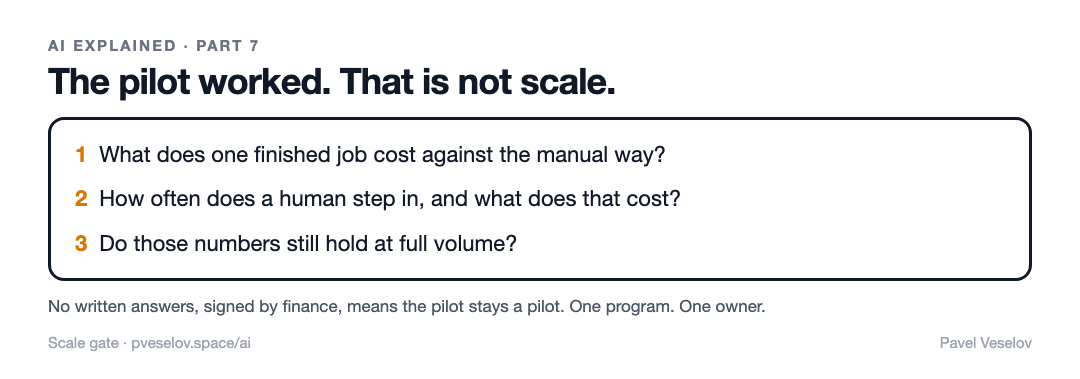 AI EXPLAINED · PART 7
The pilot worked. That is not scale.
1 What does one finished job cost against the manual way?
2 How often does a human step in, and what does that cost?
3 Do those numbers still hold at full volume?
No written answers, signed by finance, means the pilot stays a pilot. One program. One owner.
Scale gate · pveselov.space/ai
Pavel Veselov